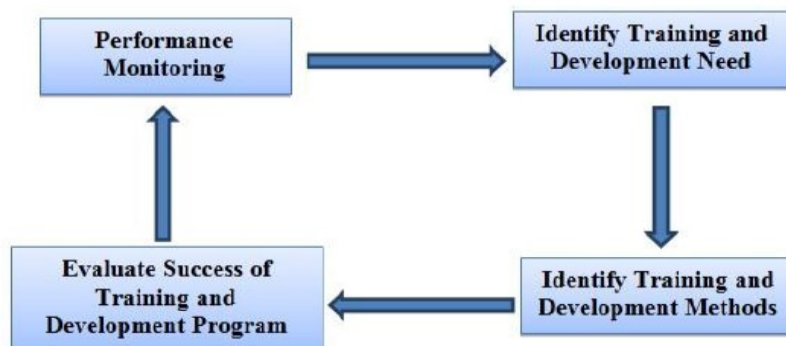 Performance
Monitoring
Identify Training and
Development Need
Identify Training and
Development Methods
Evaluate Success of
Training and
Development Program